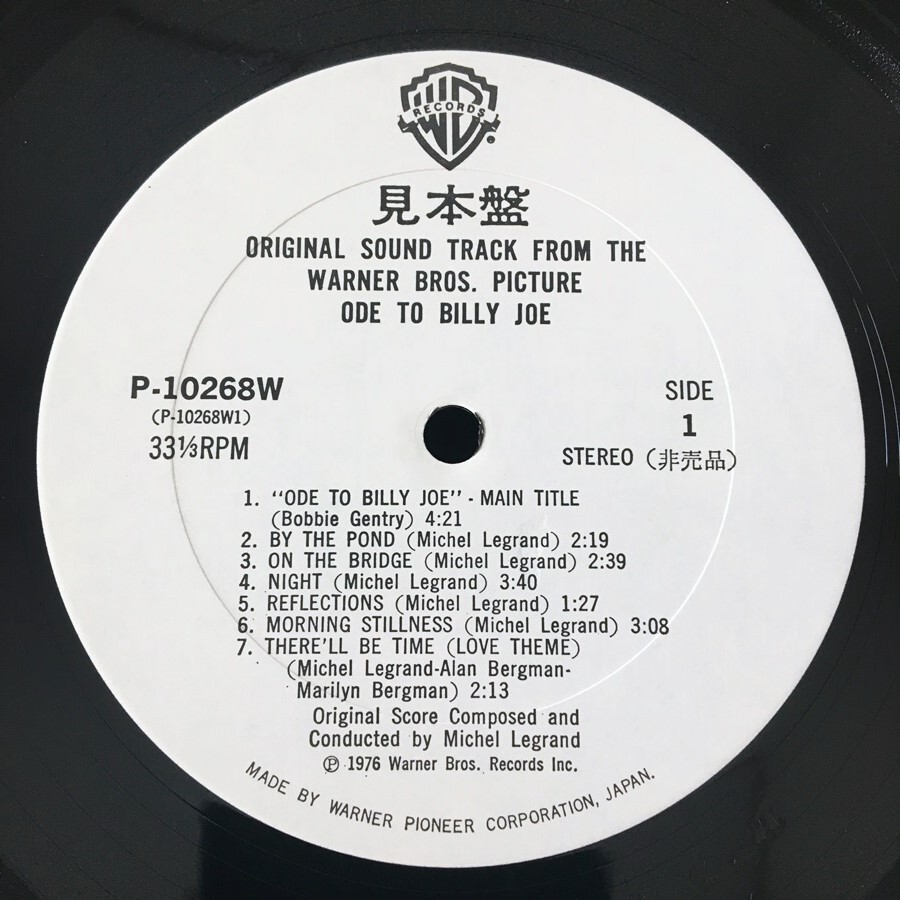 WB
RECORDS
®
見本盤
ORIGINAL SOUND TRACK FROM THE
WARNER BROS. PICTURE
ODE TO BILLY JOE
P-10268W
(P-10268W1)
33⅓RPM
SIDE
1
STEREO (非売品)
1. "ODE TO BILLY JOE" - MAIN TITLE
(Bobbie Gentry) 4:21
2. BY THE POND (Michel Legrand) 2:19
3. ON THE BRIDGE (Michel Legrand) 2:39
4. NIGHT (Michel Legrand) 3:40
5. REFLECTIONS (Michel Legrand) 1:27
6. MORNING STILLNESS (Michel Legrand) 3:08
7. THERE'LL BE TIME (LOVE THEME)
(Michel Legrand-Alan Bergman-
Marilyn Bergman) 2:13
Original Score Composed and
Conducted by Michel Legrand
℗ 1976 Warner Bros. Records Inc.
MADE BY WARNER PIONEER CORPORATION, JAPAN.